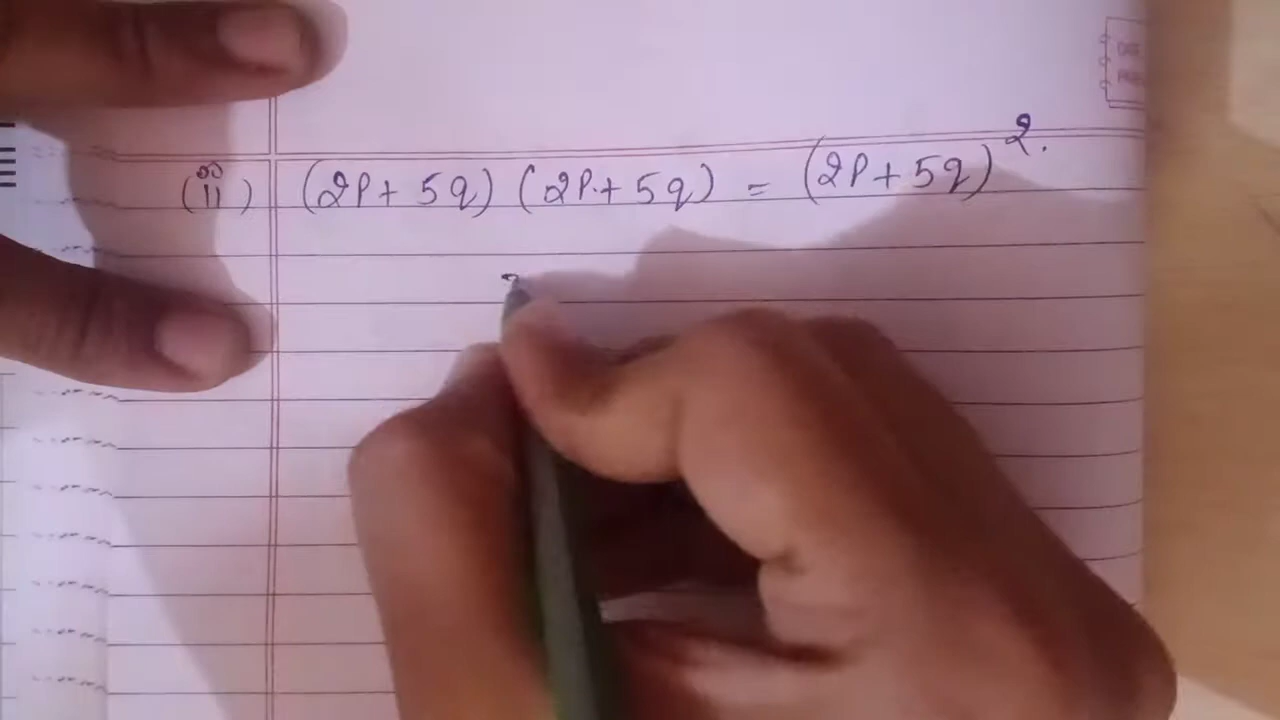 (ii) (2p + 5q) (2p + 5q) = (2p + 5q)².